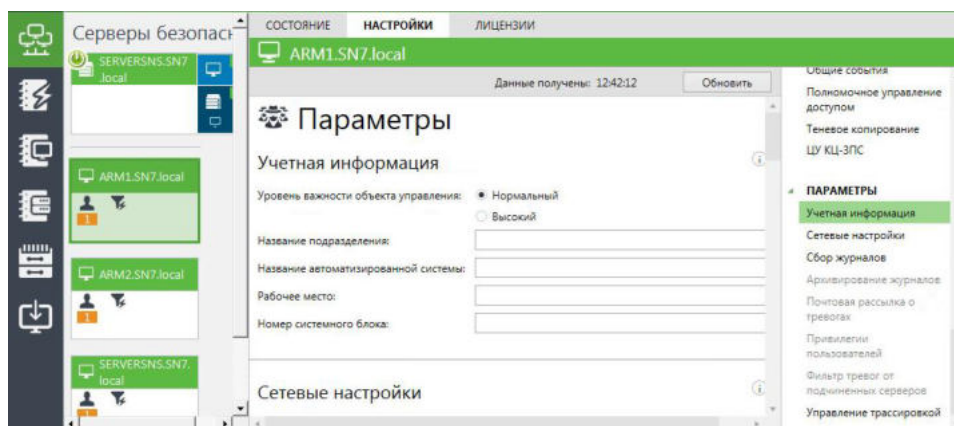 Серверы безопасн
SERVERSNS.SN7
.local
ARM1.SN7.local
1
ARM2.SN7.local
1
SERVERSNS.SN7.
local
1
СОСТОЯНИЕ НАСТРОЙКИ ЛИЦЕНЗИИ
ARM1.SN7.local
Данные получены: 12:42:12 Обновить
Параметры
Учетная информация
Уровень важности объекта управления: Нормальный
Высокий
Название подразделения:
Название автоматизированной системы:
Рабочее место:
Номер системного блока:
Сетевые настройки
Общие события
Полномочное управление
доступом
Теневое копирование
ЦУ КЦ-ЗПС
ПАРАМЕТРЫ
Учетная информация
Сетевые настройки
Сбор журналов
Архивирование журналов
Почтовая рассылка о
тревогах
Привилегии
пользователей
Фильтр тревог от
подчиненных серверов
Управление трассировкой